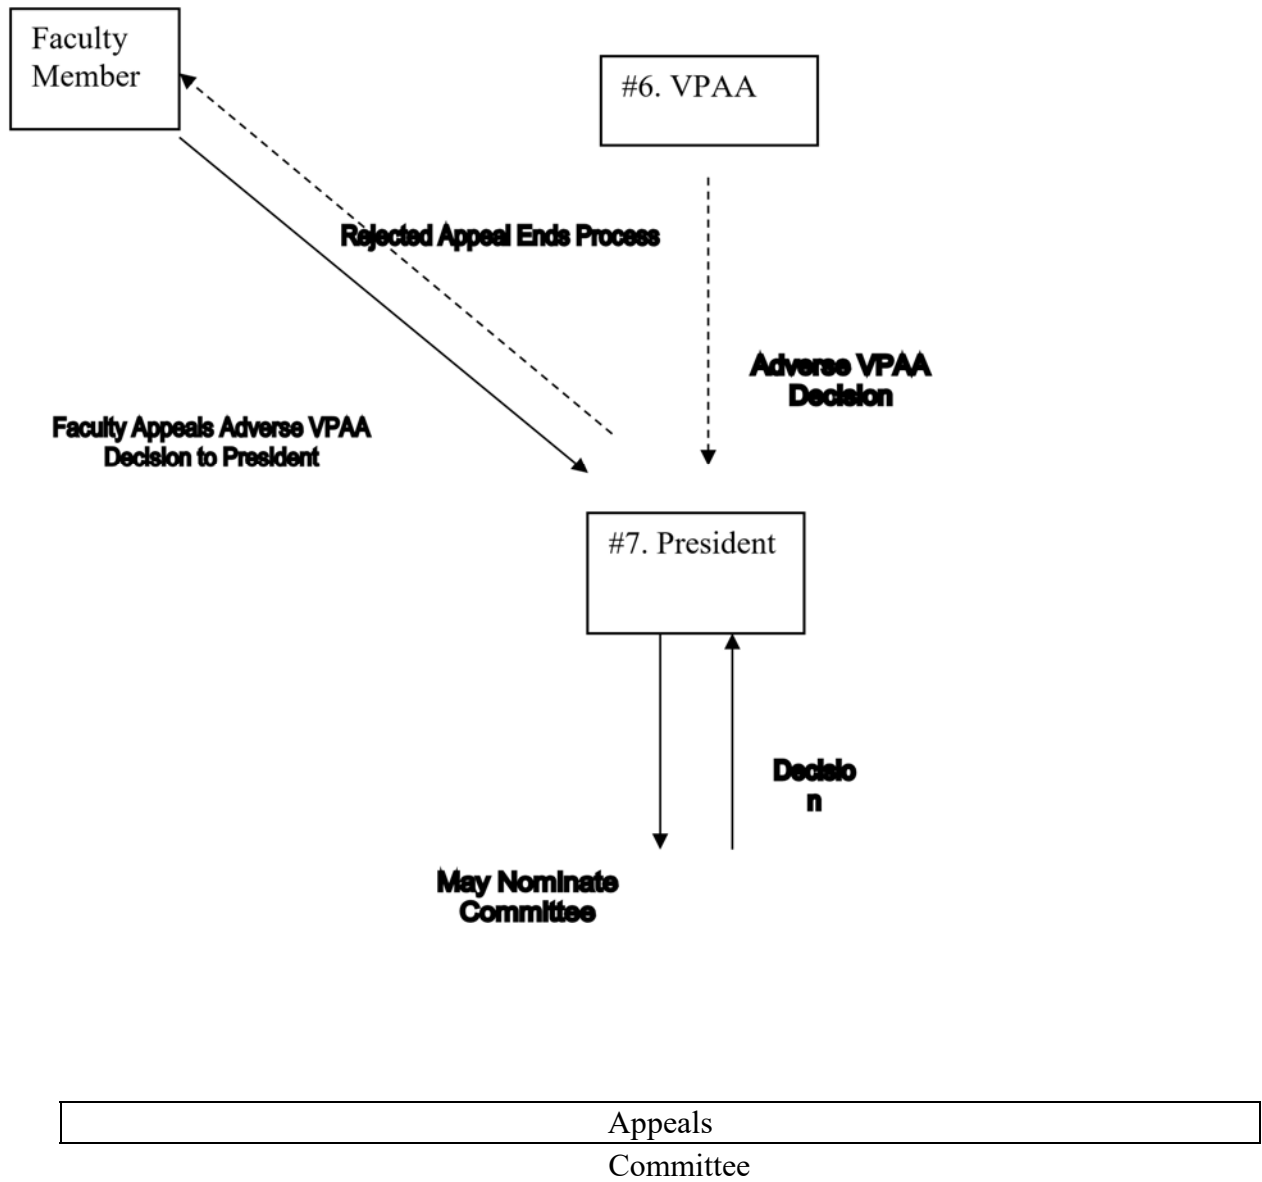 Faculty
Member
#6. VPAA
Rejected Appeal Ends Process
Adverse VPAA
Decision
Faculty Appeals Adverse VPAA
Decision to President
#7. President
Decisio
n
May Nominate
Committee
Appeals
Committee